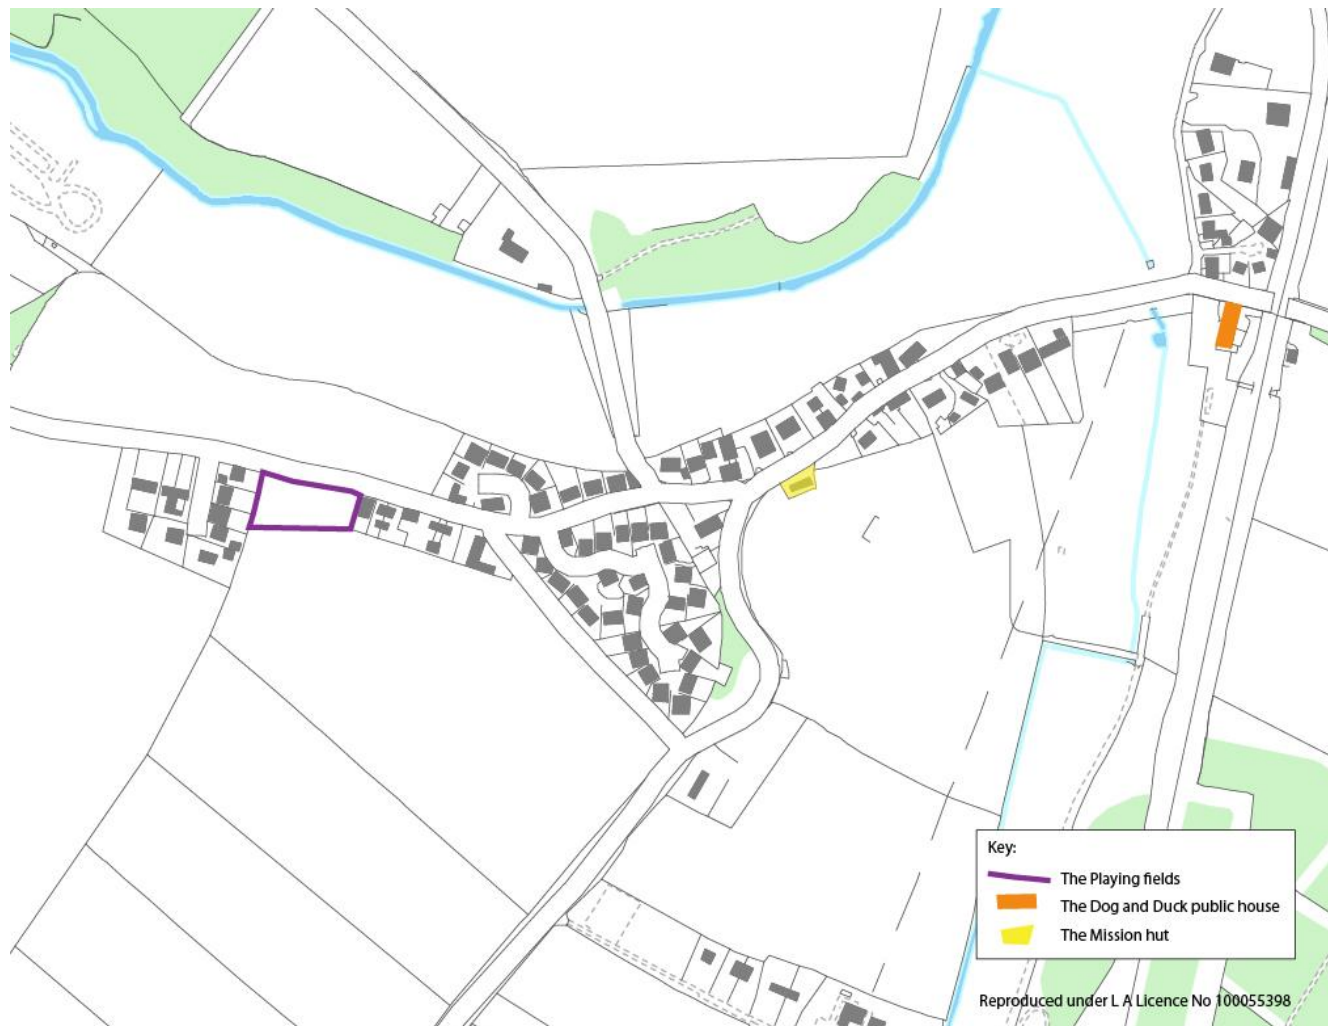 Key:
The Playing fields
The Dog and Duck public house
The Mission hut
Reproduced under L A Licence No 100055398